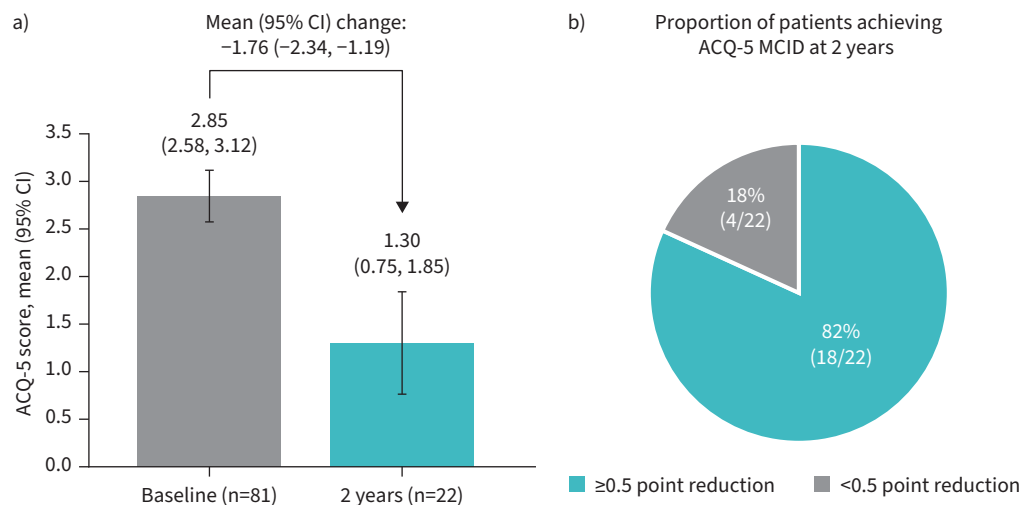 a)
Mean (95% CI) change:
−1.76 (−2.34, −1.19)
2.85
(2.58, 3.12)
1.30
(0.75, 1.85)
ACQ-5 score, mean (95% CI)
3.5
3.0
2.5
2.0
1.5
1.0
0.5
0.0
Baseline (n=81)
2 years (n=22)
b)
Proportion of patients achieving
ACQ-5 MCID at 2 years
18%
(4/22)
82%
(18/22)
≥0.5 point reduction
<0.5 point reduction